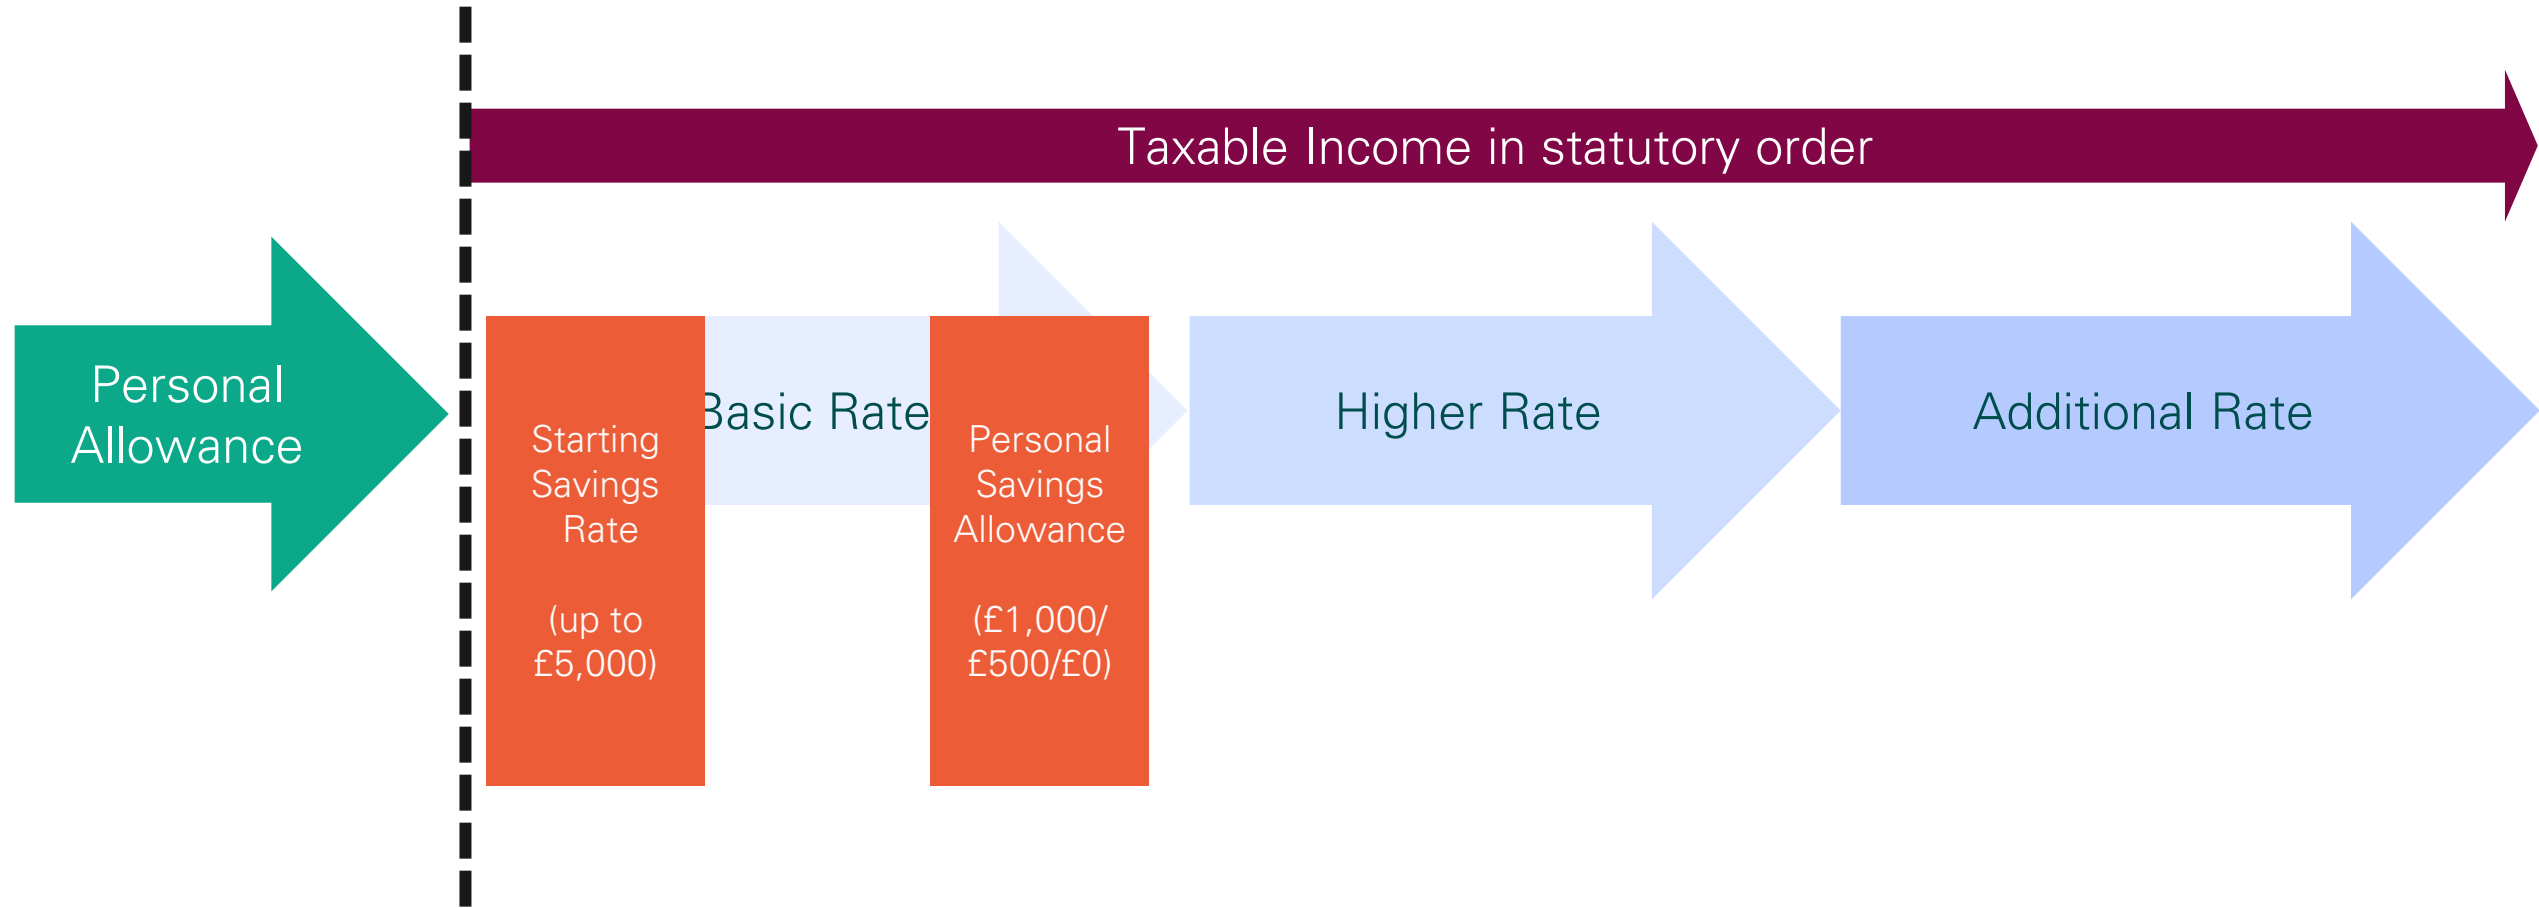 Taxable Income in statutory order
Personal
Allowance
Starting
Savings
Rate
(up to
£5,000)
Basic Rate
Personal
Savings
Allowance
(£1,000/
£500/£0)
Higher Rate
Additional Rate